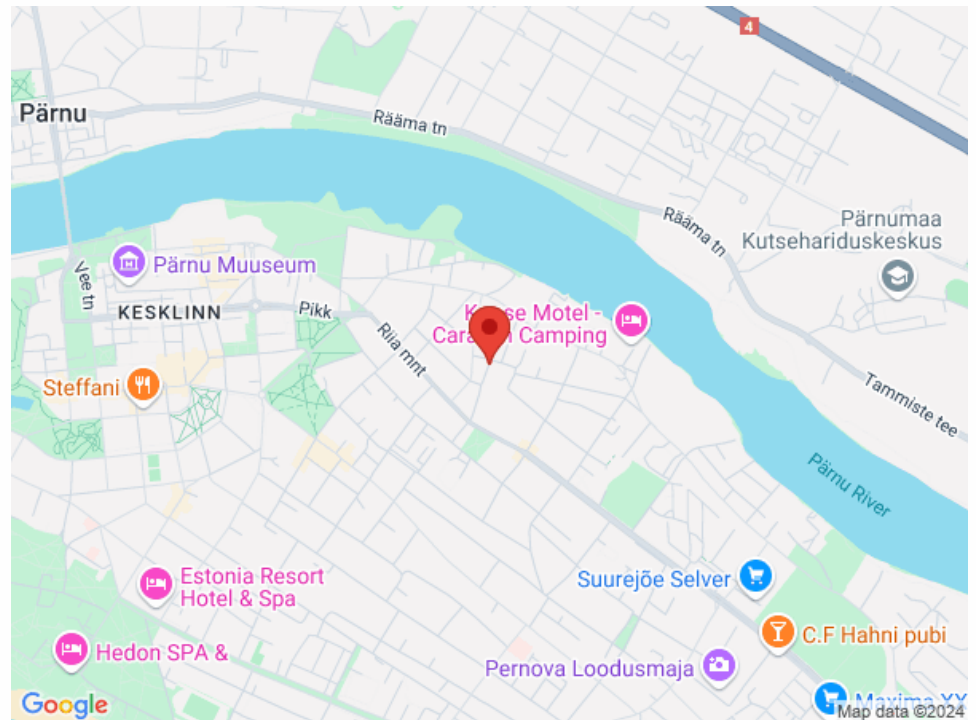 4
Pärnu
Rääma tn
Rääma tn
Pärnumaa
Kutsehariduskeskus
Vee tn
Pärnu Muuseum
KESKLINN
Pikk
Riia mnt
Motel -
Camping
Steffani
Tammiste tee
Pärnu River
Estonia Resort
Hotel & Spa
Suurejõe Selver
C.F Hahni pubi
Hedon SPA &
Pernova Loodusmaja
Google
Map data ©2024